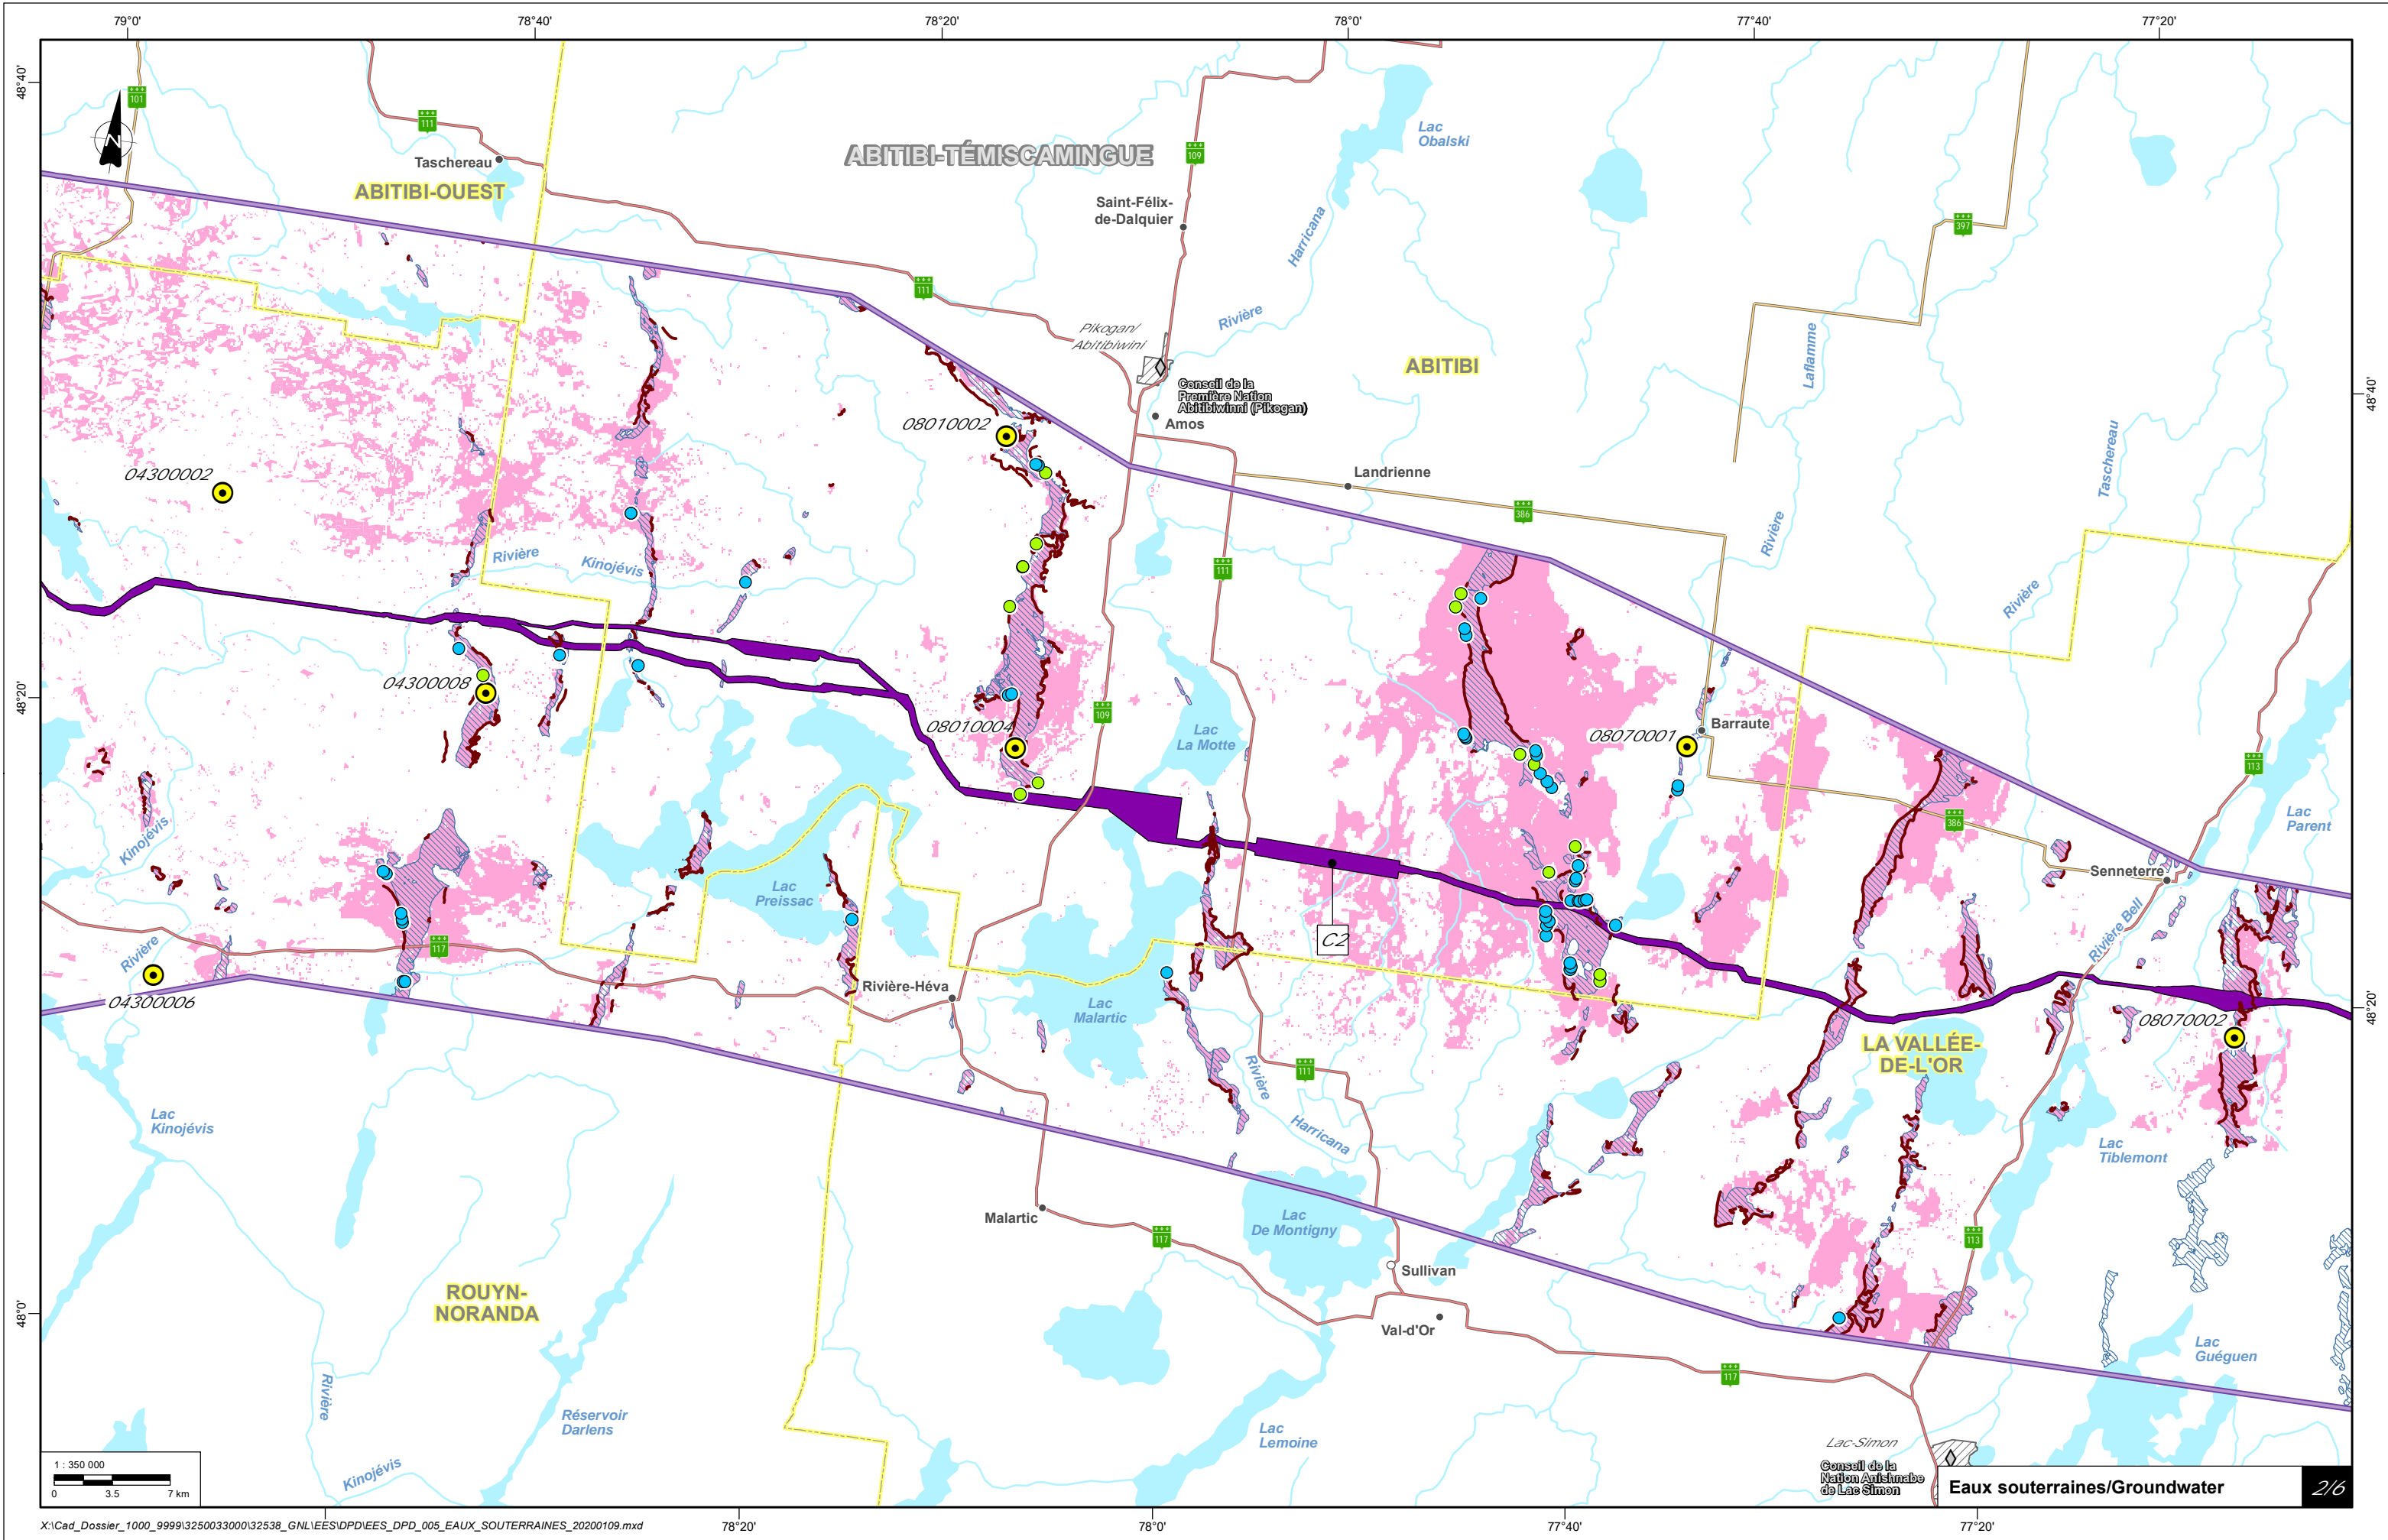 79°0'
78°40'
78°20'
78°0'
77°40'
77°20'
48°40'
101
111
Taschereau
ABITIBI-OUEST
ABITIBI-TÉMISCAMINGUE
109
Lac
Obalski
N
Saint-Félix-
de-Dalquier
Harricana
Rivière
397
111
Pikogan/
Abitibiwini
Conseil de la
Première Nation
Abitibiwinni (Pikogan)
Amos
ABITIBI
Laflamme
Rivière
48°40'
08010002
04300002
Landrienne
386
Taschereau
Rivière
Rivière
Kinojévis
111
48°20'
04300008
08010004
109
Lac
La Motte
08070001
Barraute
113
Kinojévis
386
Lac
Parent
Senneterre
Lac
Preissac
C2
Rivière Bell
117
Rivière
04300006
Rivière-Héva
Lac
Malartic
08070002
48°20'
LA VALLÉE-
DE-L'OR
Rivière
111
Harricana
Lac
Kinojévis
Lac
Tiblemont
Malartic
117
Lac
De Montigny
113
Sullivan
ROUYN-
NORANDA
Val-d'Or
48°0'
Lac
Guéguen
117
Rivière
Réservoir
Darlens
Lac
Lemoine
Kinojévis
Lac-Simon
Conseil de la
Nation Anishnabe
de Lac Simon
1 : 350 000
0 3.5 7 km
Eaux souterraines/Groundwater
2/6
X:\Cad_Dossier_1000_9999\3250033000\32538_GNL\EES\DPD\EES_DPD_005_EAUX_SOUTERRAINES_20200109.mxd
78°20'
78°0'
77°40'
77°20'